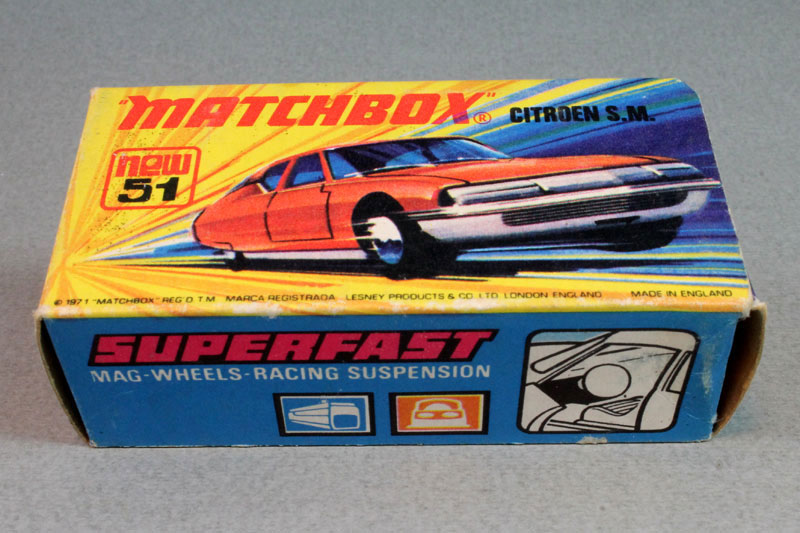 "MATCHBOX"® CITROEN S.M.
new
51
© 1971 "MATCHBOX" REG'D T M MARCA REGISTRADA LESNEY PRODUCTS & CO LTD LONDON ENGLAND MADE IN ENGLAND
SUPERFAST
MAG-WHEELS-RACING SUSPENSION